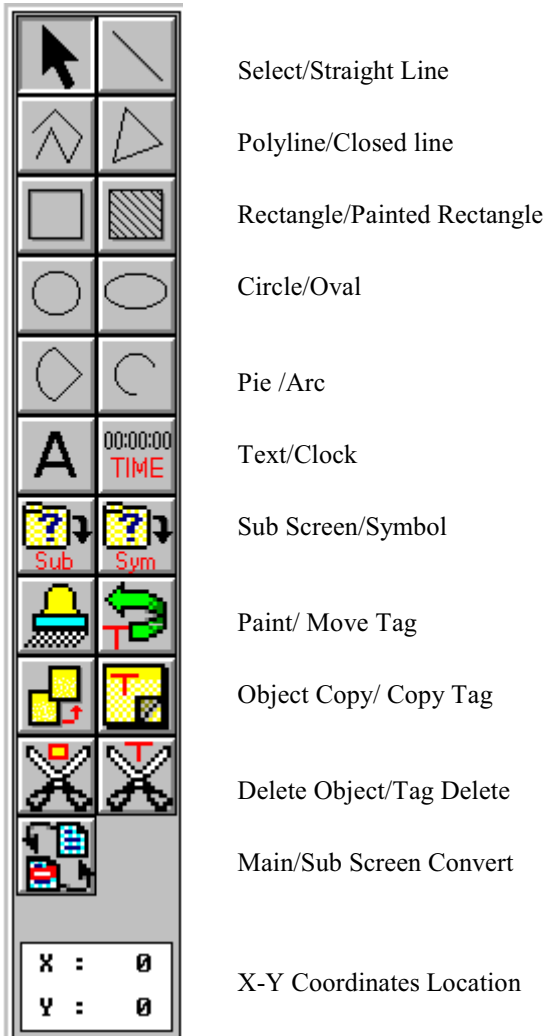 Select/Straight Line
Polyline/Closed line
Rectangle/Painted Rectangle
Circle/Oval
Pie /Arc
A
00:00:00
TIME
Text/Clock
? Sub
? Sym
Sub Screen/Symbol
T
Paint/ Move Tag
T
Object Copy/ Copy Tag
T
Delete Object/Tag Delete
Main/Sub Screen Convert
X : 0
Y : 0
X-Y Coordinates Location